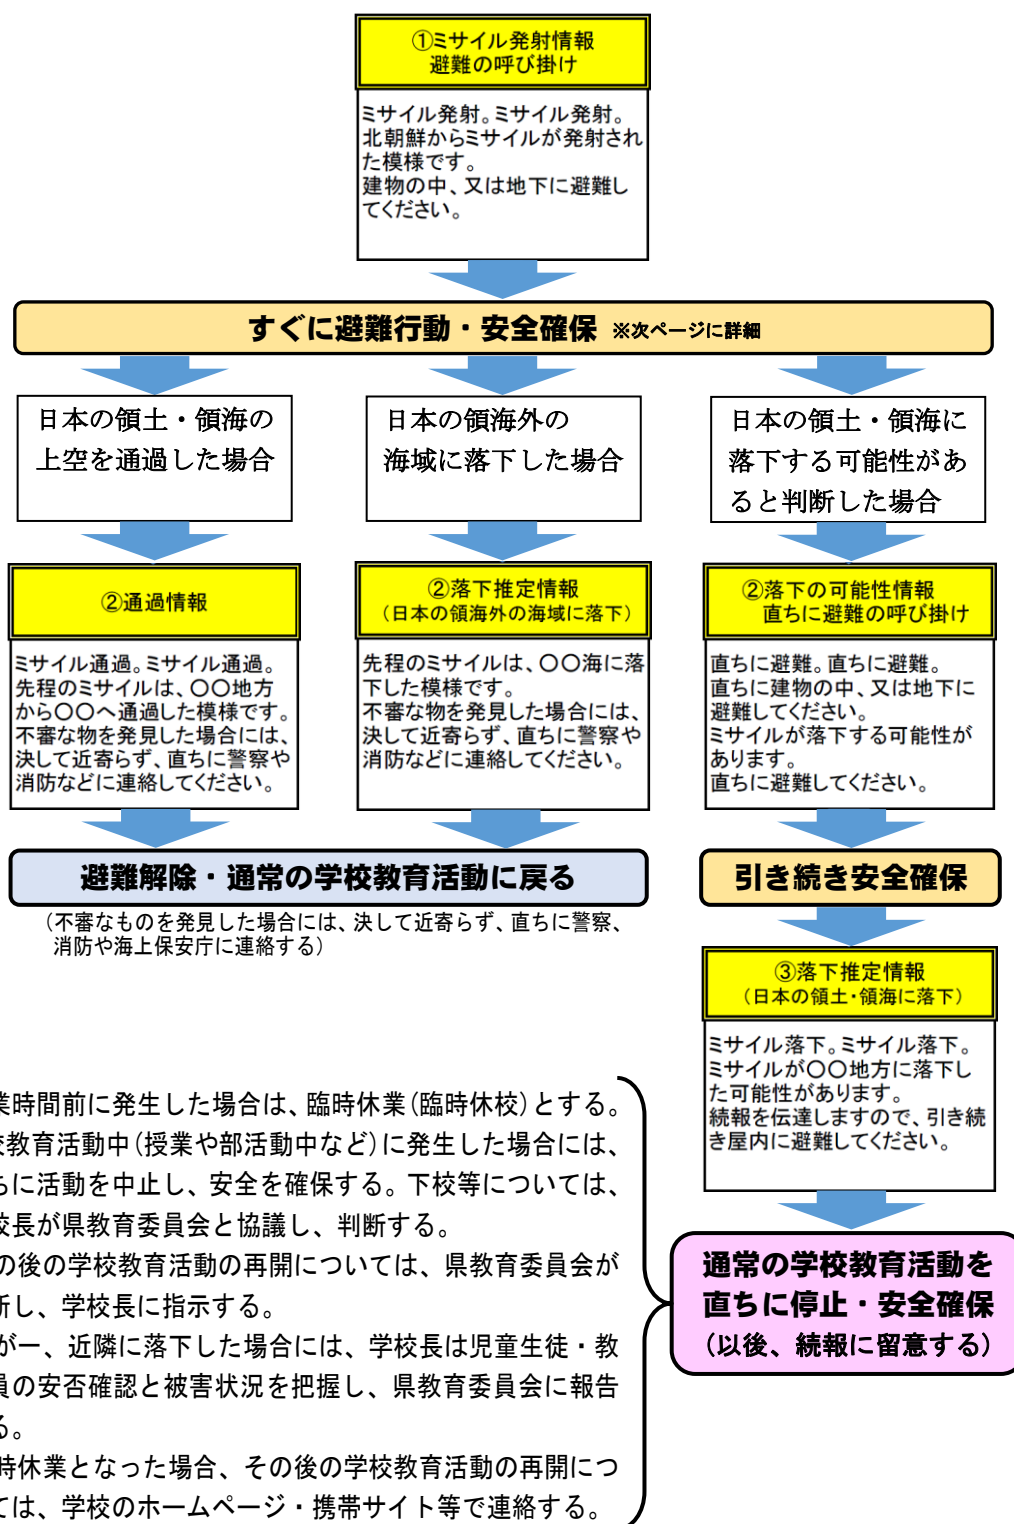 ①ミサイル発射情報
避難の呼び掛け
ミサイル発射。ミサイル発射。
北朝鮮からミサイルが発射され
た模様です。
建物の中、又は地下に避難し
てください。
すぐに避難行動・安全確保 ※次ページに詳細
日本の領土・領海の
上空を通過した場合
日本の領海外の
海域に落下した場合
日本の領土・領海に
落下する可能性があ
ると判断した場合
②通過情報
ミサイル通過。ミサイル通過。
先程のミサイルは、〇〇地方
から〇〇へ通過した模様です。
不審な物を発見した場合には、
決して近寄らず、直ちに警察や
消防などに連絡してください。
②落下推定情報
（日本の領海外の海域に落下）
先程のミサイルは、〇〇海に落
下した模様です。
不審な物を発見した場合には、
決して近寄らず、直ちに警察や
消防などに連絡してください。
②落下の可能性情報
直ちに避難の呼び掛け
直ちに避難。直ちに避難。
直ちに建物の中、又は地下に
避難してください。
ミサイルが落下する可能性が
あります。
直ちに避難してください。
避難解除・通常の学校教育活動に戻る
（不審なものを発見した場合には、決して近寄らず、直ちに警察、
消防や海上保安庁に連絡する）
引き続き安全確保
③落下推定情報
（日本の領土・領海に落下）
ミサイル落下。ミサイル落下。
ミサイルが〇〇地方に落下し
た可能性があります。
続報を伝達しますので、引き続
き屋内に避難してください。
業時間前に発生した場合は、臨時休業（臨時休校）とする。
校教育活動中（授業や部活動中など）に発生した場合には、
ちに活動を中止し、安全を確保する。下校等については、
校長が県教育委員会と協議し、判断する。
の後の学校教育活動の再開については、県教育委員会が
断し、学校長に指示する。
が一、近隣に落下した場合には、学校長は児童生徒・教
員の安否確認と被害状況を把握し、県教育委員会に報告
る。
時休業となった場合、その後の学校教育活動の再開につ
ては、学校のホームページ・携帯サイト等で連絡する。
通常の学校教育活動を
直ちに停止・安全確保
（以後、続報に留意する）